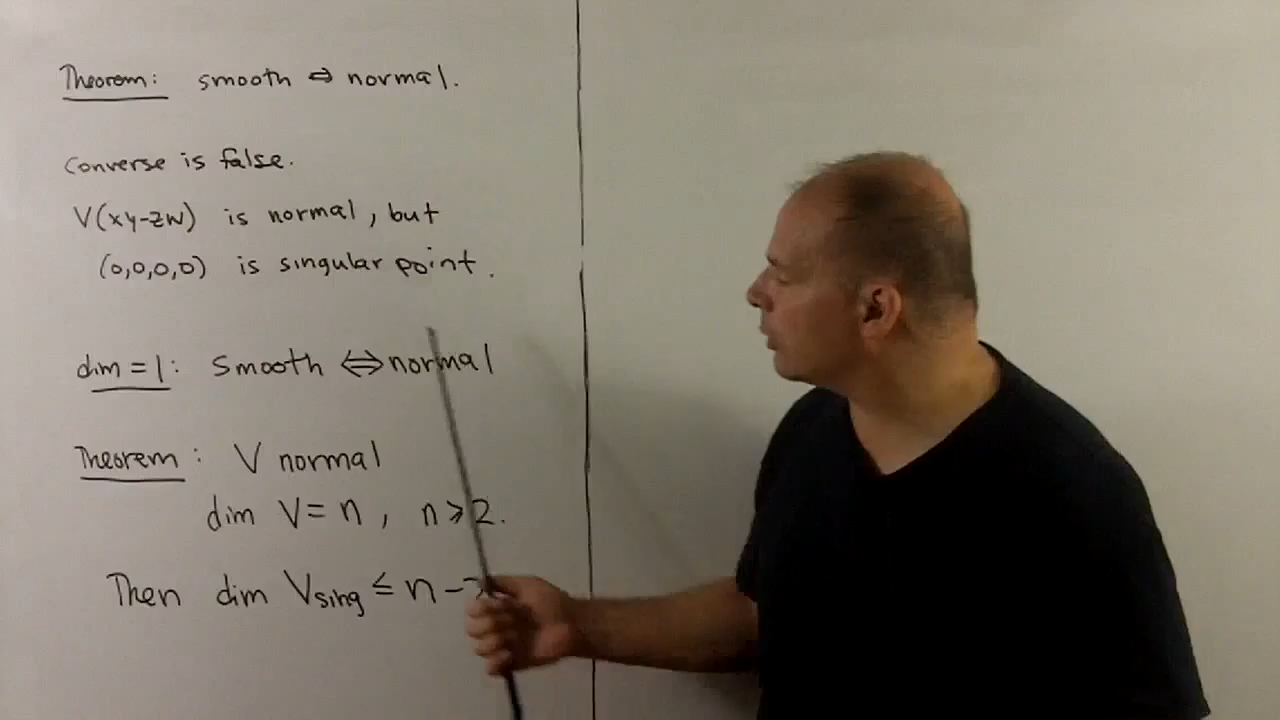 Theorem: smooth ⇔ normal.
Converse is false.
V(xy-zw) is normal, but
(0,0,0,0) is singular point.
dim = 1: Smooth ⇔ normal
Theorem: V normal
dim V = n, n ≥ 2.
Then dim Vsing ≤ n -